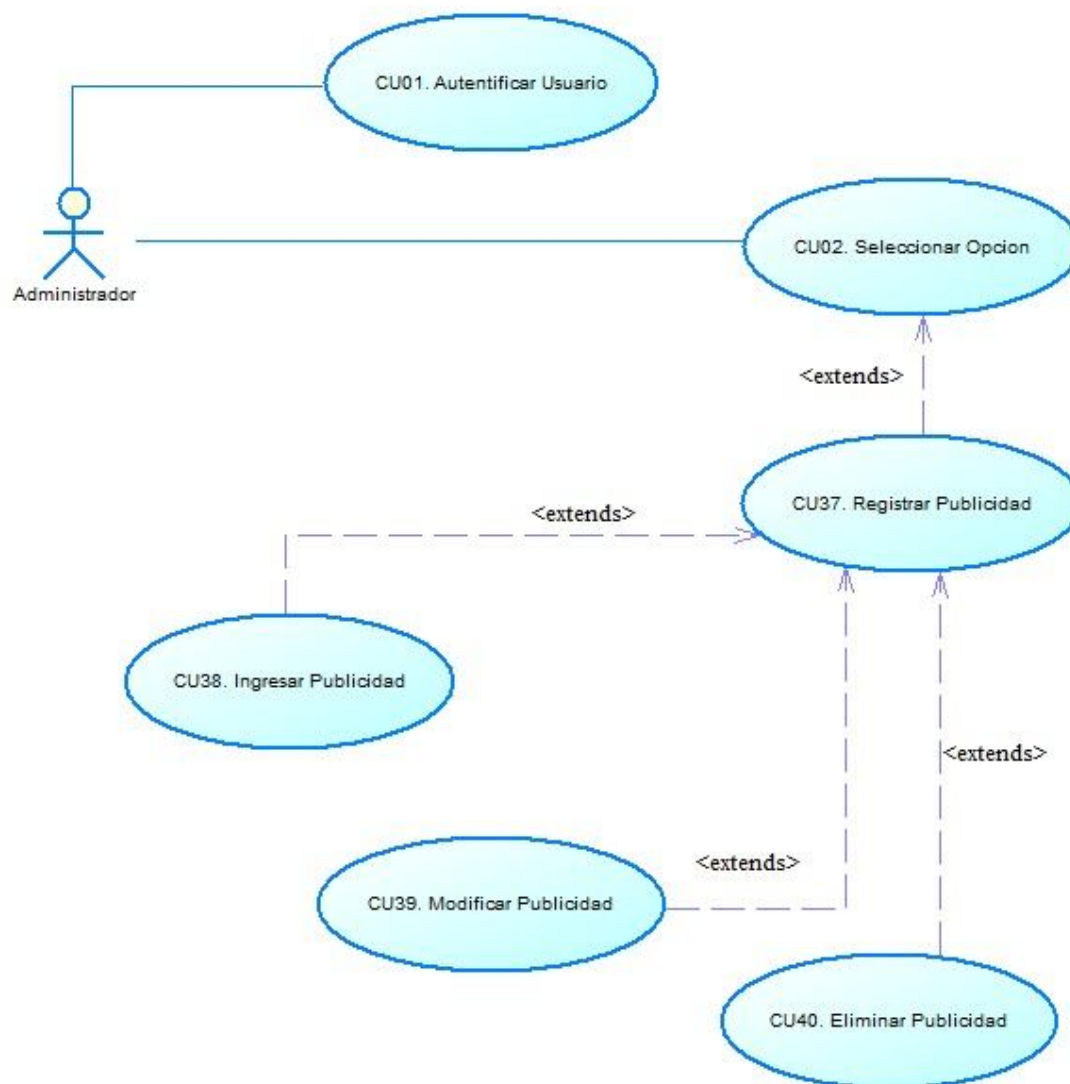 CU01. Autentificar Usuario
CU02. Seleccionar Opcion
Administrador
<extends>
CU37. Registrar Publicidad
<extends>
CU38. Ingresar Publicidad
<extends>
<extends>
CU39. Modificar Publicidad
CU40. Eliminar Publicidad